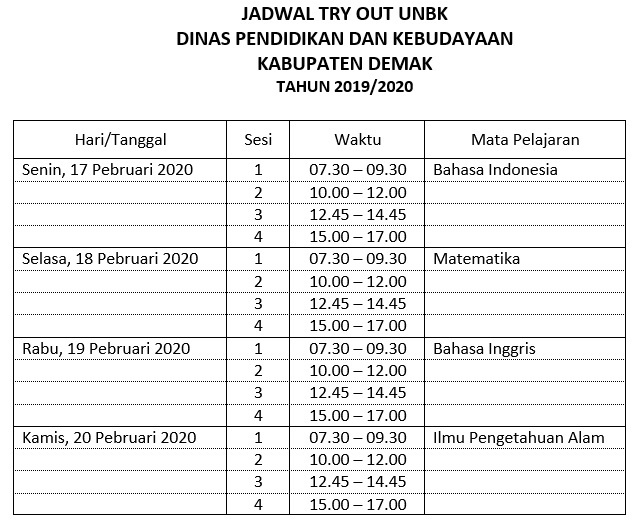 JADWAL TRY OUT UNBK
DINAS PENDIDIKAN DAN KEBUDAYAAN
KABUPATEN DEMAK
TAHUN 2019/2020
Hari/Tanggal Sesi Waktu Mata Pelajaran
Senin, 17 Pebruari 2020 1 07.30 – 09.30 Bahasa Indonesia
2 10.00 – 12.00
3 12.45 – 14.45
4 15.00 – 17.00
Selasa, 18 Pebruari 2020 1 07.30 – 09.30 Matematika
2 10.00 – 12.00
3 12.45 – 14.45
4 15.00 – 17.00
Rabu, 19 Pebruari 2020 1 07.30 – 09.30 Bahasa Inggris
2 10.00 – 12.00
3 12.45 – 14.45
4 15.00 – 17.00
Kamis, 20 Pebruari 2020 1 07.30 – 09.30 Ilmu Pengetahuan Alam
2 10.00 – 12.00
3 12.45 – 14.45
4 15.00 – 17.00